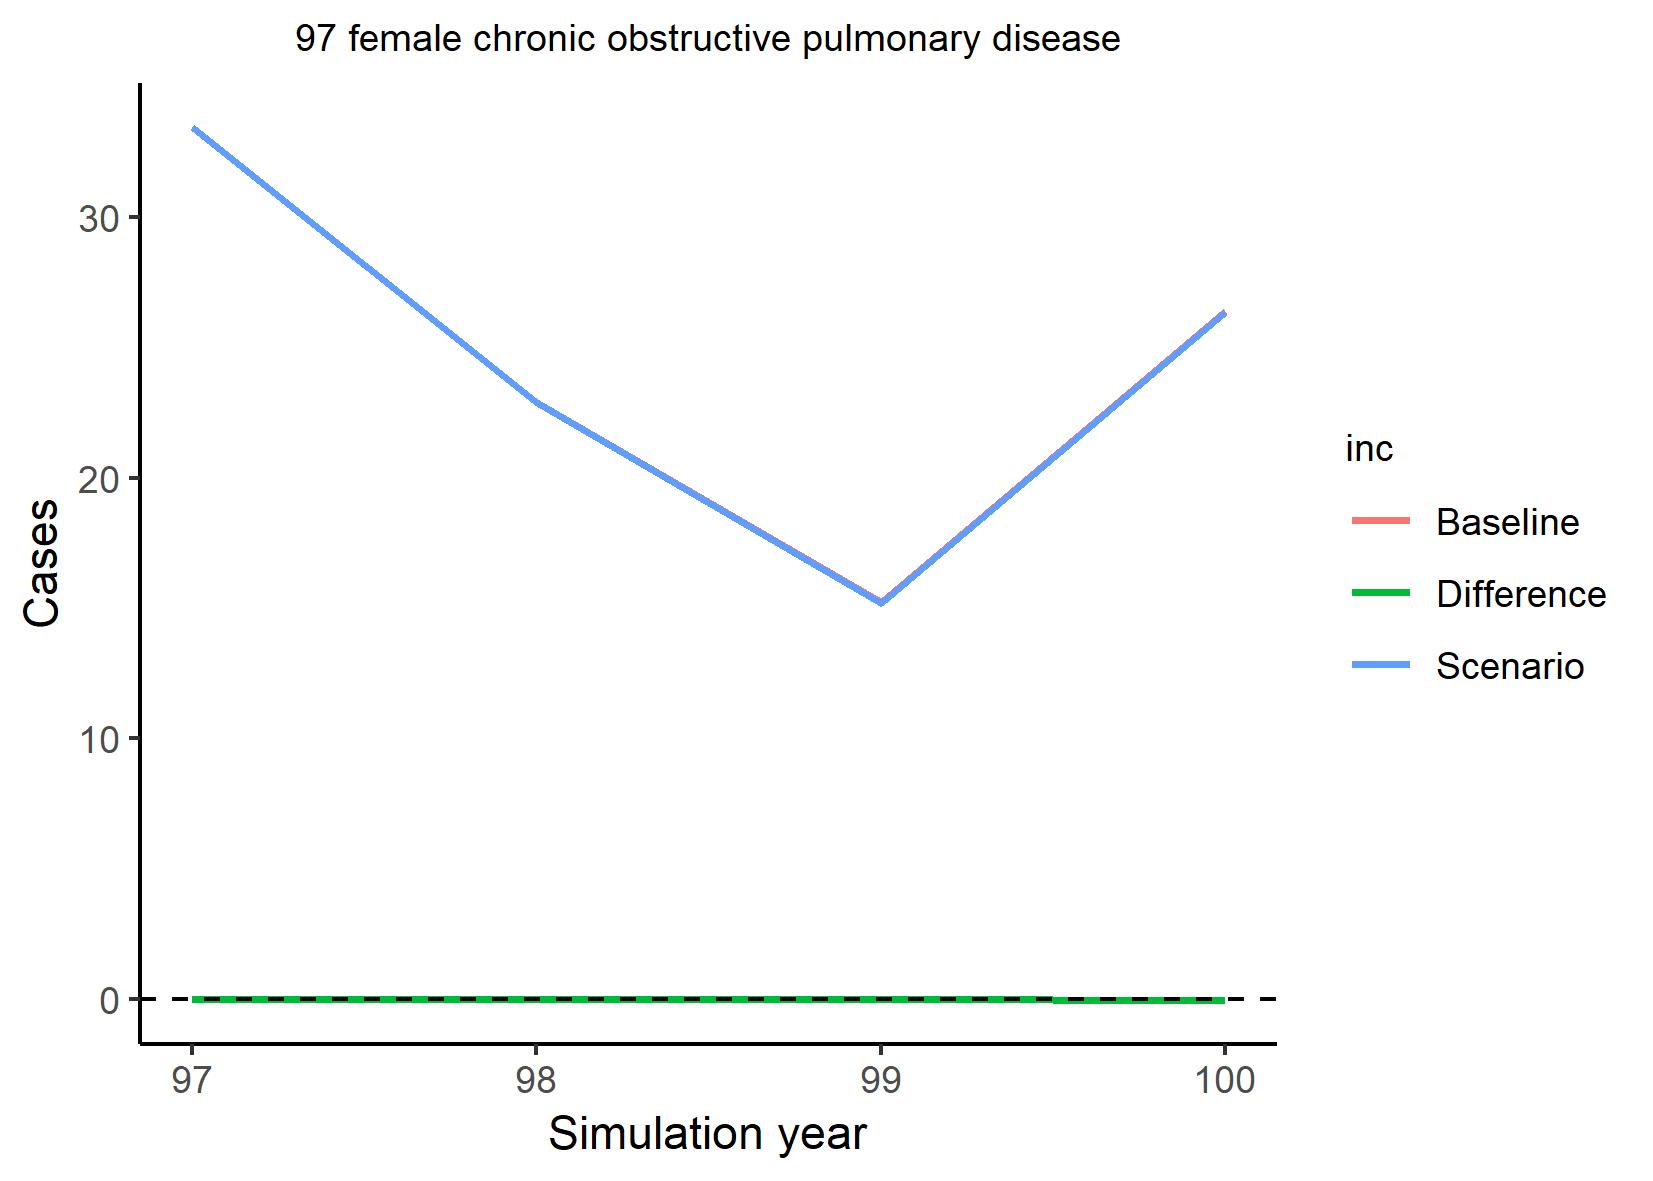 97 female chronic obstructive pulmonary disease
Cases
30
20
10
0
97 98 99 100
Simulation year
inc
Baseline
Difference
Scenario